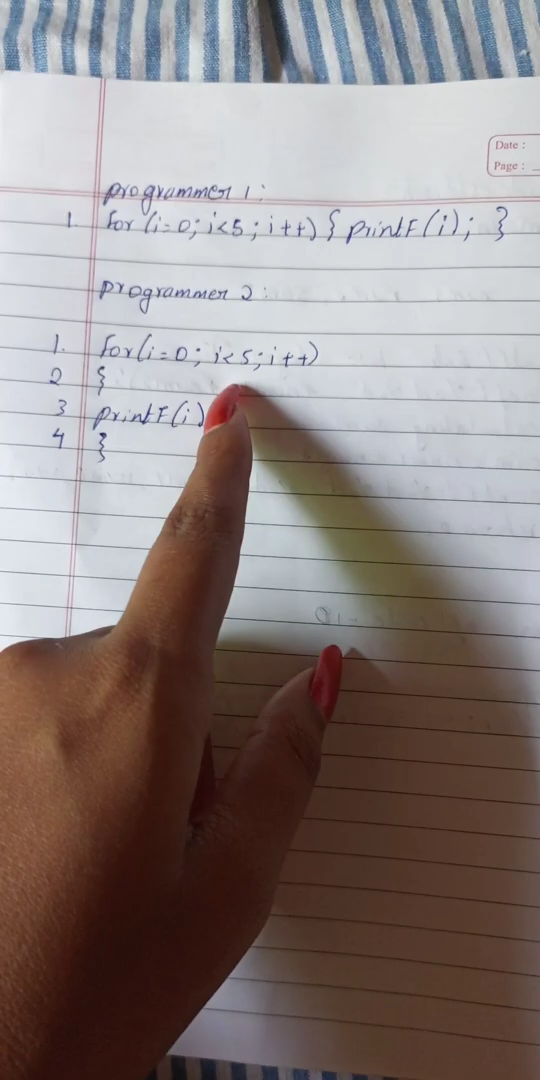 Date :
Page :
programmer 1:
1. for (i=0; i<5; i++) { printf(i); }
programmer 2:
1. for(i=0; i<5; i++)
2 {
3 printf(i)
4 }